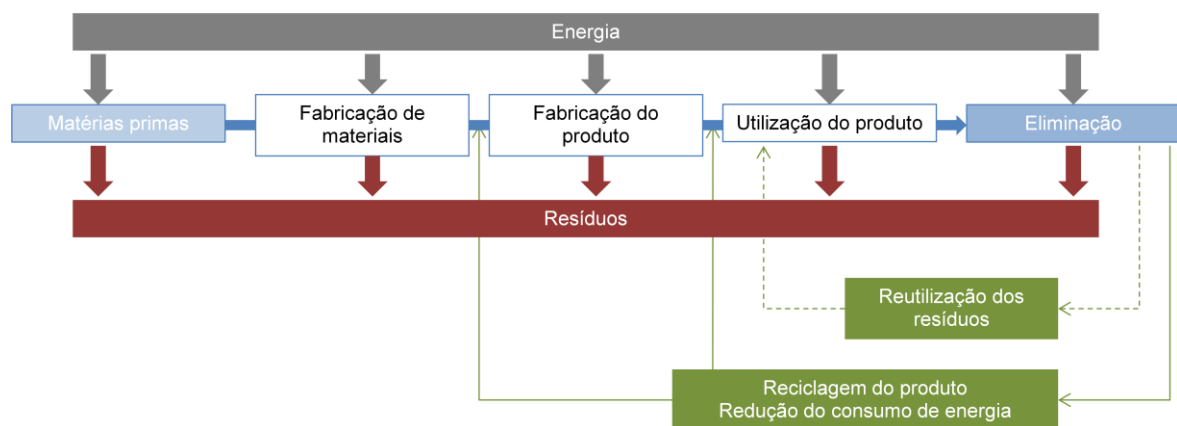 Energia
Matérias primas
Fabricação de
materiais
Fabricação do
produto
Utilização do produto
Eliminação
Resíduos
Reutilização dos
resíduos
Reciclagem do produto
Redução do consumo de energia